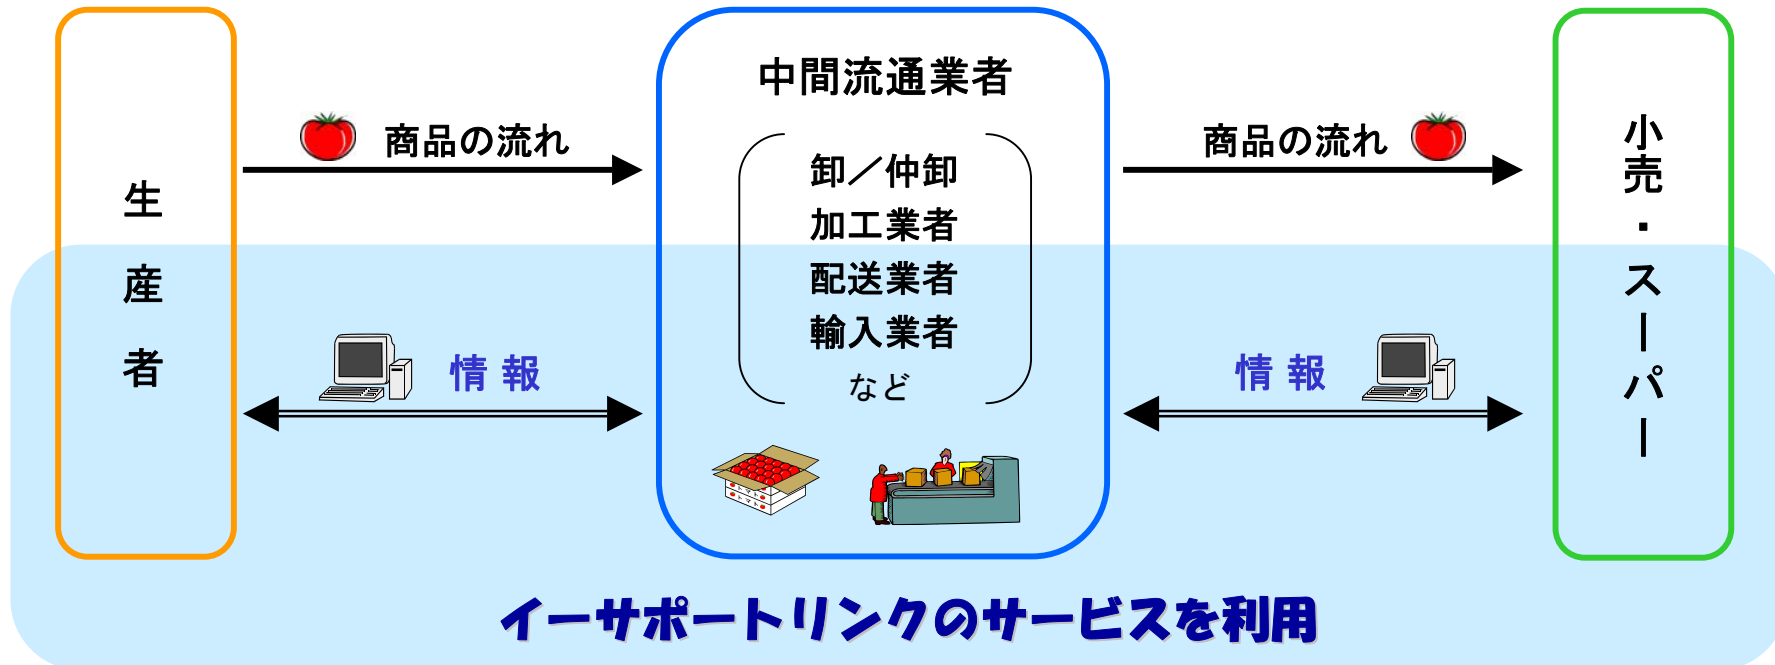 生産者
商品の流れ
情報
中間流通業者
卸／仲卸
加工業者
配送業者
輸入業者
など
トマト
商品の流れ
情報
小売・スーパー
イーサポートリンクのサービスを利用